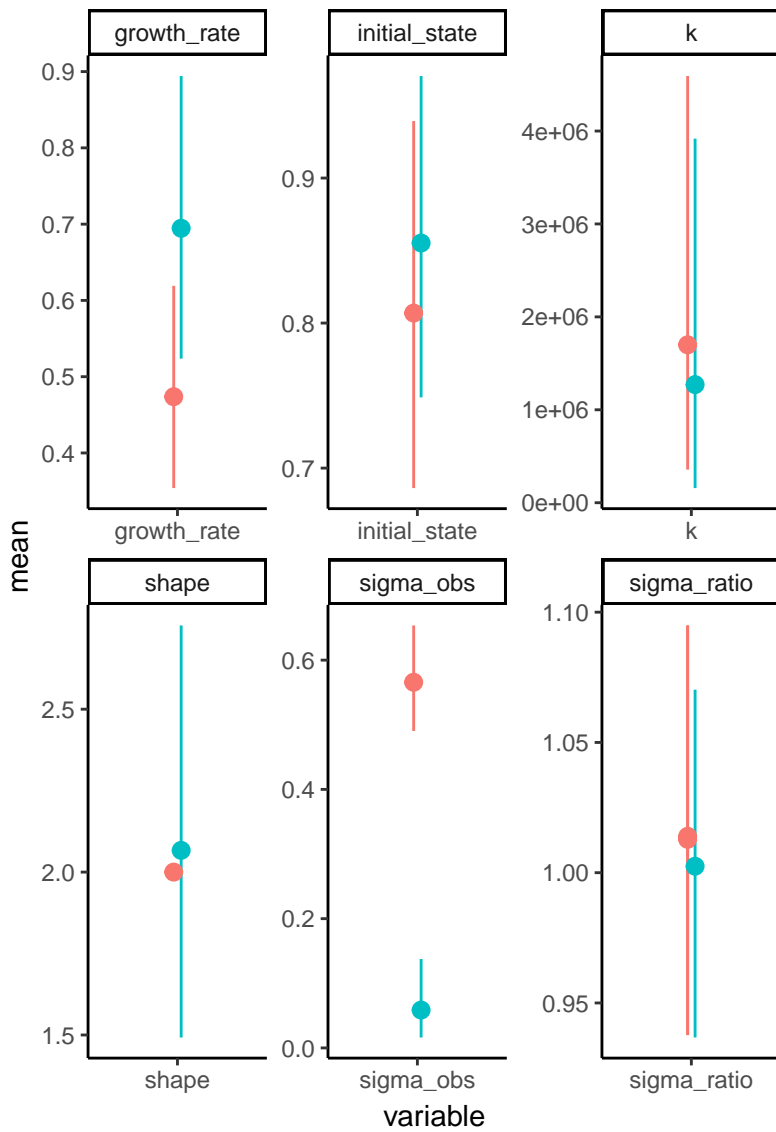 growth_rate
initial_state
k
0.9
0.8
0.7
0.6
0.5
0.4
0.9
0.8
0.7
4e+06
3e+06
2e+06
1e+06
0e+00
growth_rate
initial_state
k
mean
shape
sigma_obs
sigma_ratio
2.5
2.0
1.5
0.6
0.4
0.2
0.0
1.10
1.05
1.00
0.95
shape
sigma_obs
sigma_ratio
variable